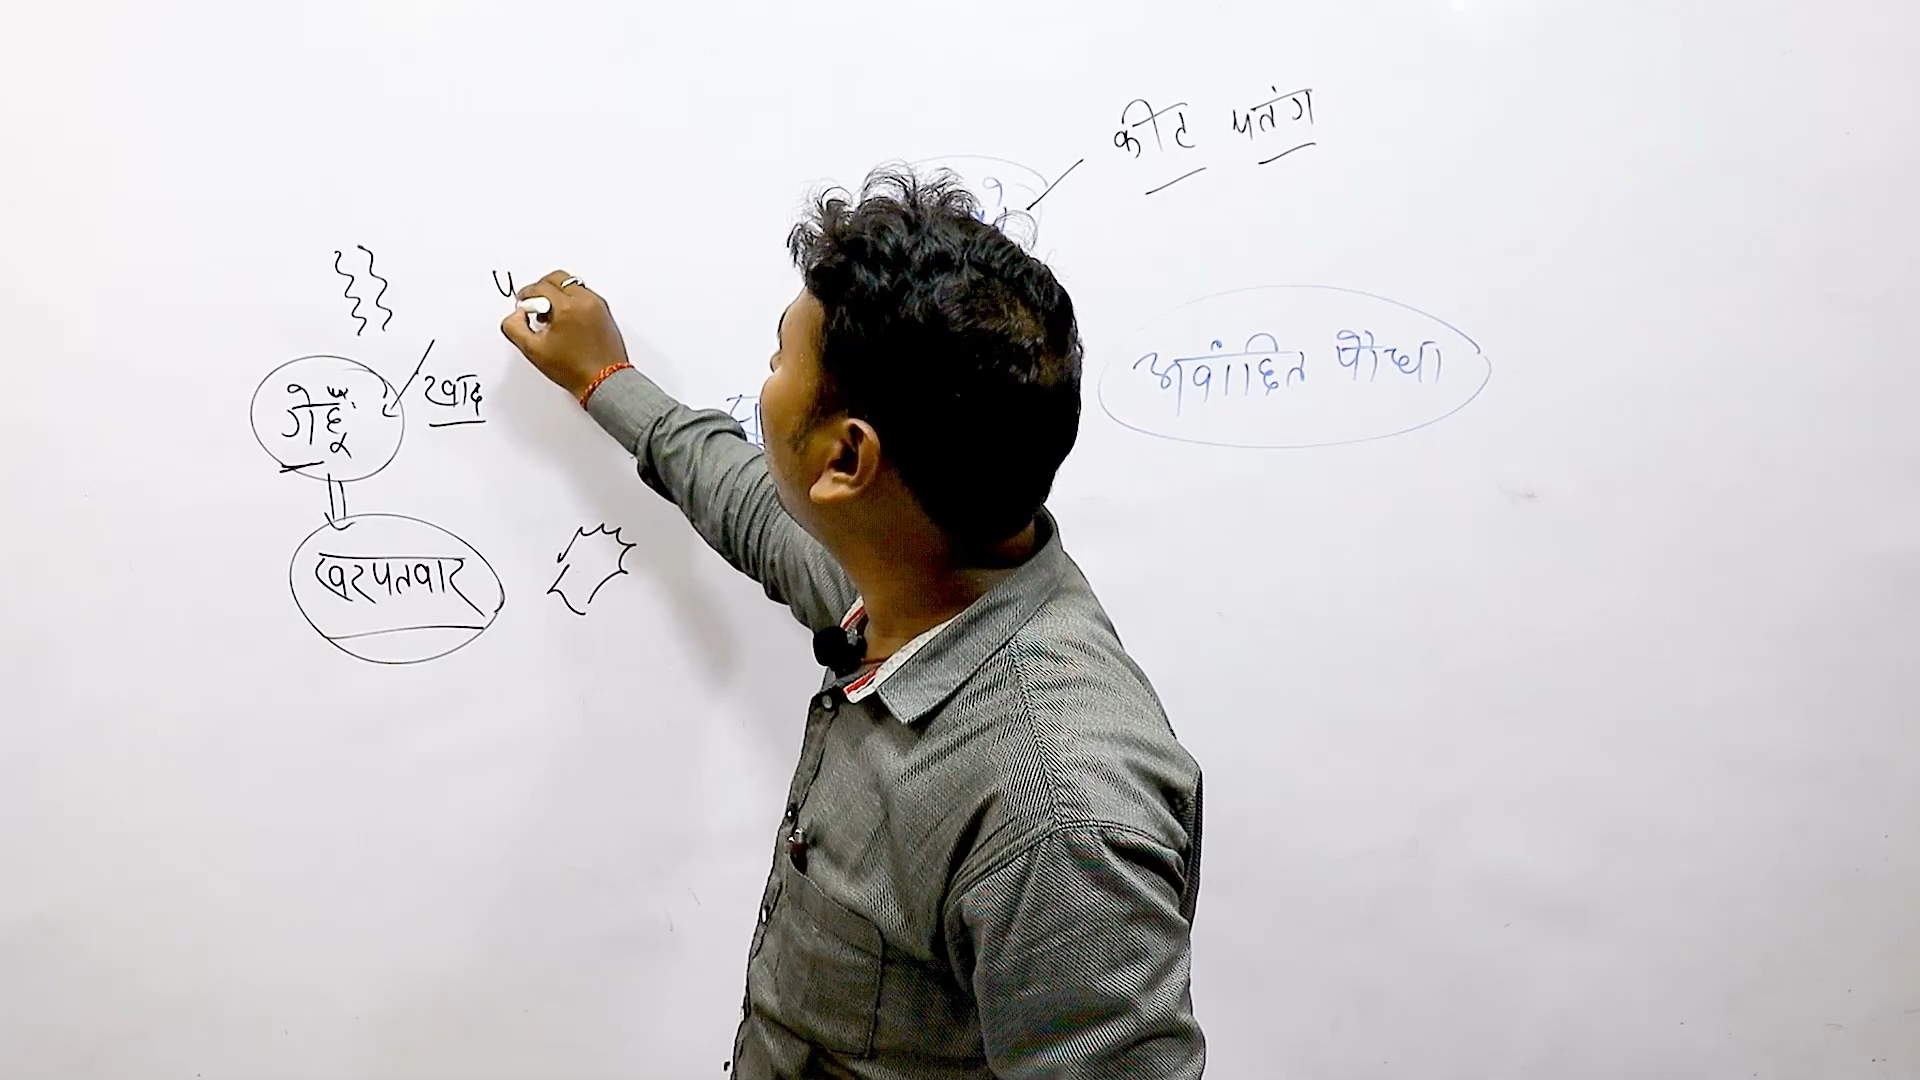 कीट पतंग
अवांछित पौधा
खाद
गेहूँ
खरपतवार